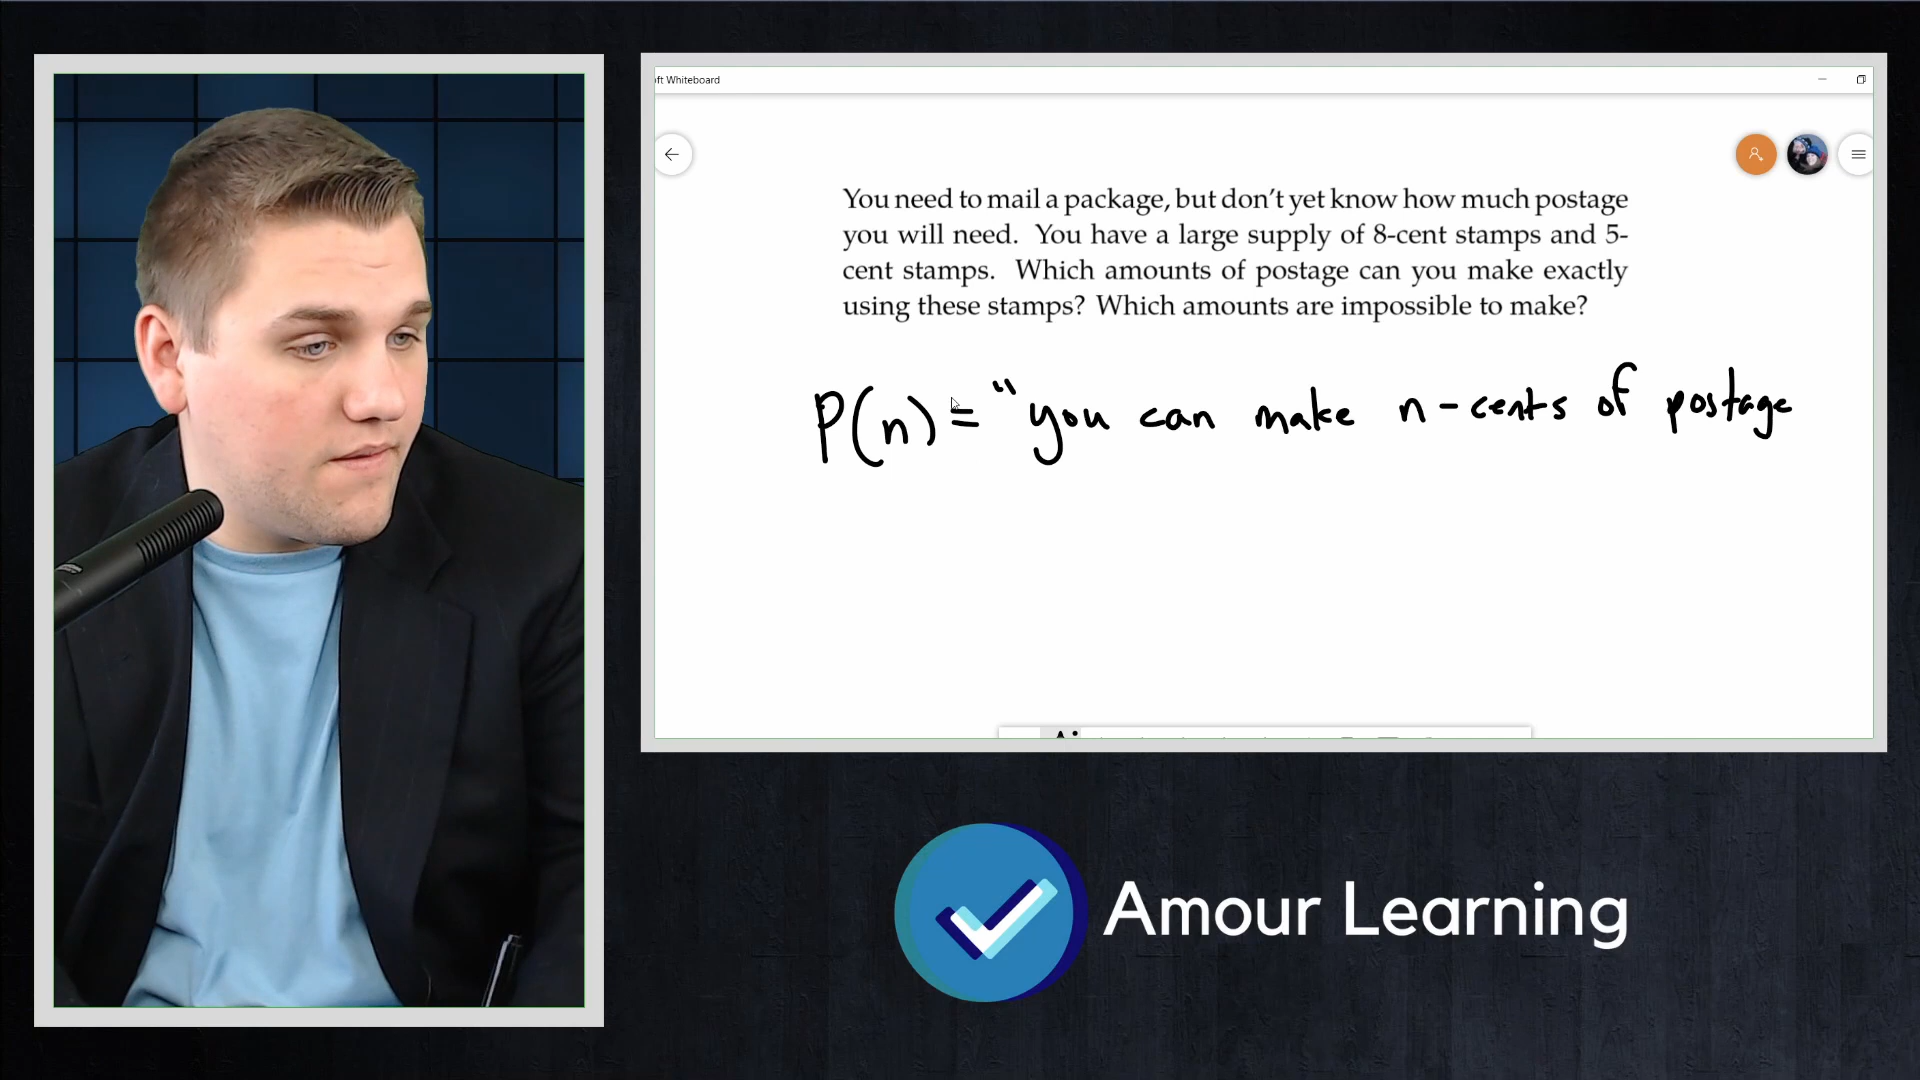 oft Whiteboard
You need to mail a package, but don't yet know how much postage
you will need. You have a large supply of 8-cent stamps and 5-
cent stamps. Which amounts of postage can you make exactly
using these stamps? Which amounts are impossible to make?
P(n) = "you can make n-cents of postage
Amour Learning